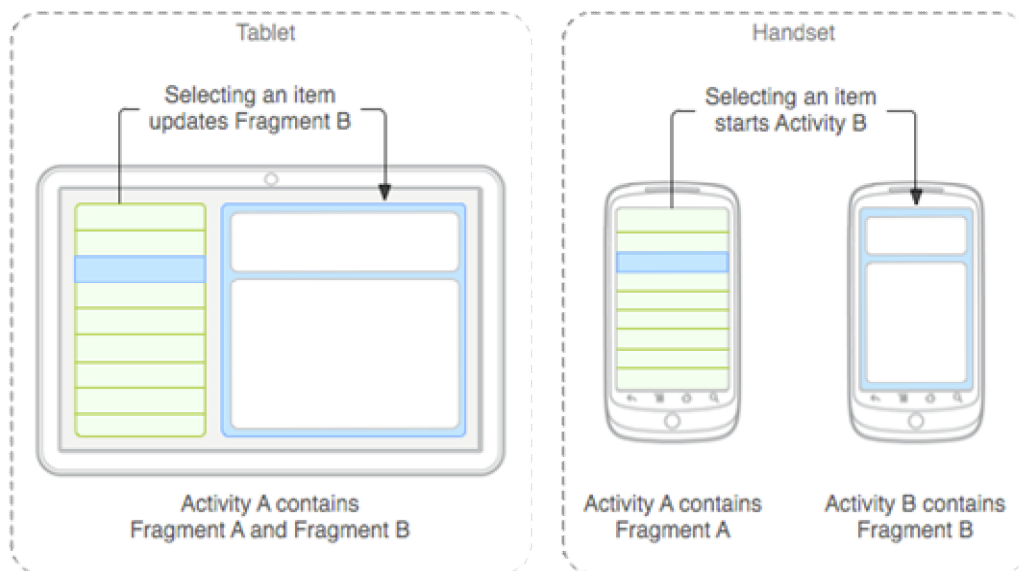 Tablet
Selecting an item
updates Fragment B
Activity A contains
Fragment A and Fragment B
Handset
Selecting an item
starts Activity B
Activity A contains
Fragment A
Activity B contains
Fragment B